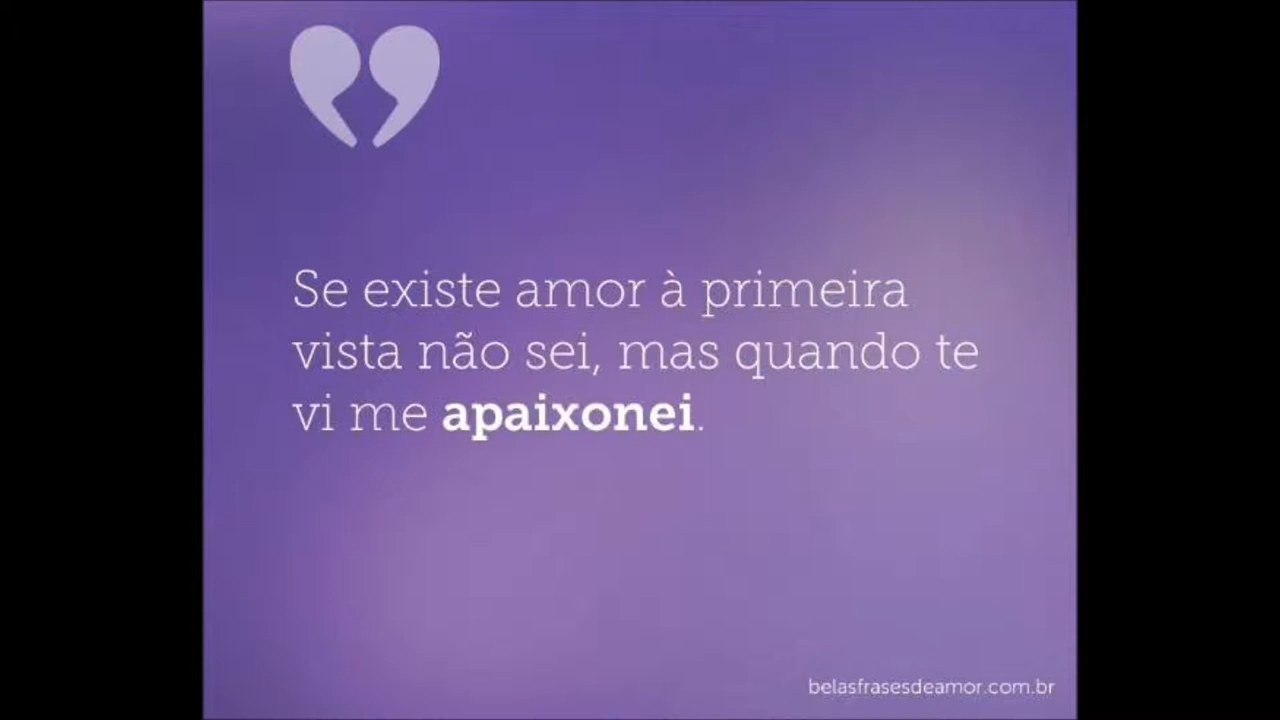 Se existe amor à primeira
vista não sei, mas quando te
vi me apaixonei.
belasfrasesdeamor.com.br